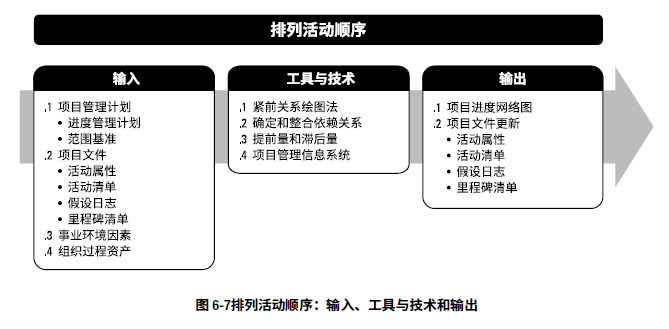 排列活动顺序
输入
.1 项目管理计划
• 进度管理计划
• 范围基准
.2 项目文件
• 活动属性
• 活动清单
• 假设日志
• 里程碑清单
.3 事业环境因素
.4 组织过程资产
工具与技术
.1 紧前关系绘图法
.2 确定和整合依赖关系
.3 提前量和滞后量
.4 项目管理信息系统
输出
.1 项目进度网络图
.2 项目文件更新
• 活动属性
• 活动清单
• 假设日志
• 里程碑清单
图 6-7排列活动顺序：输入、工具与技术和输出